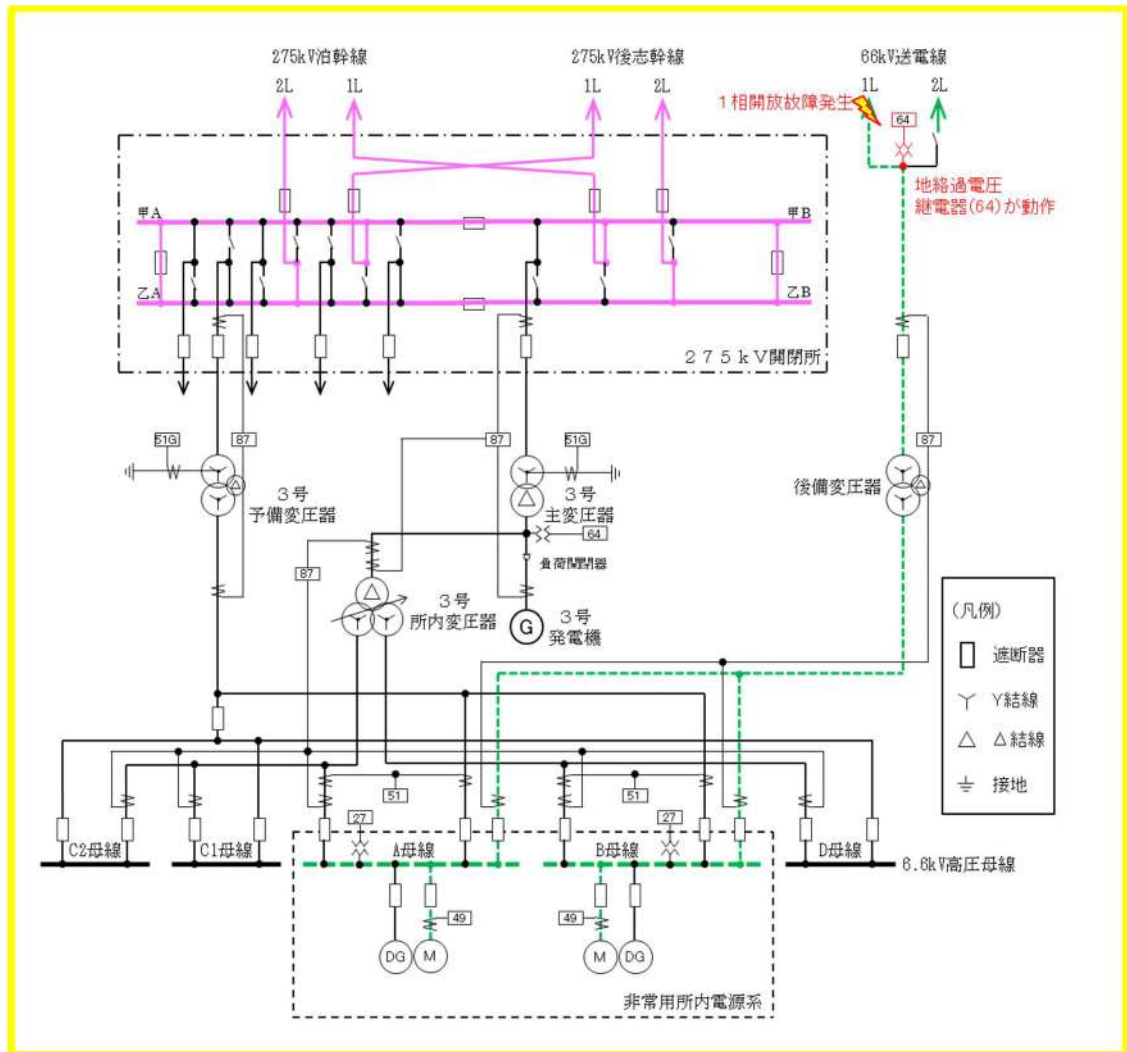 275kV泊幹線
275kV後志幹線
66kV送電線
2L
1L
1L
2L
1L
2L
1相開放故障発生
64
地絡過電圧
継電器(64)が動作
甲A
甲B
乙A
乙B
275kV開閉所
51G
87
87
51G
87
3号
予備変圧器
3号
主変圧器
後備変圧器
64
負荷開閉器
87
3号
所内変圧器
G
3号
発電機
(凡例)
遮断器
Y結線
△結線
接地
51
51
27
27
C2母線
C1母線
A母線
B母線
D母線
6.6kV高圧母線
49
49
DG
M
M
DG
非常用所内電源系